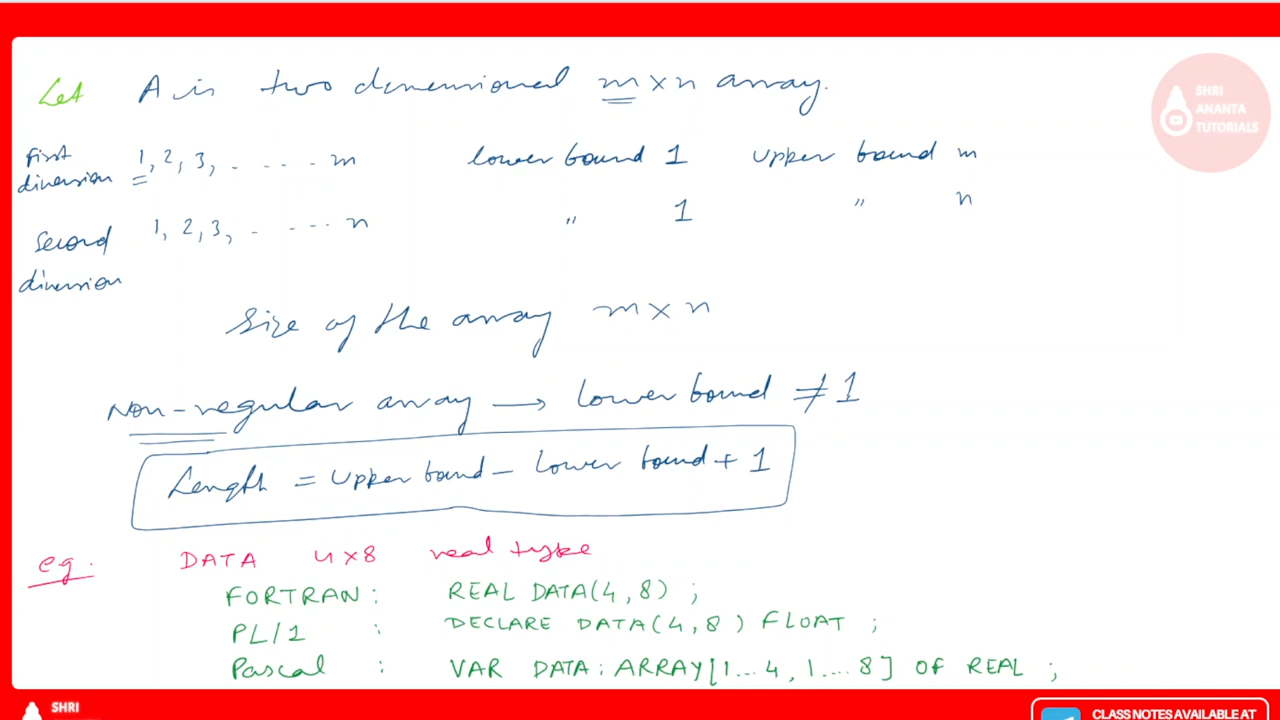 Let A is two dimensional m×n array.
First dimension 1, 2, 3, . . . . . m lower bound 1 upper bound m
Second dimension 1, 2, 3, . . . . . n " 1 " n
Size of the array m×n
Non-regular array → lower bound ≠ 1
Length = Upper bound - Lower bound + 1
eg. DATA 4×8 real type
FORTRAN : REAL DATA(4,8) ;
PL/1 : DECLARE DATA(4,8) FLOAT ;
Pascal : VAR DATA : ARRAY[1...4, 1....8] OF REAL ;
SHRI
ANANTA
TUTORIALS
SHRI
CLASS NOTES AVAILABLE AT